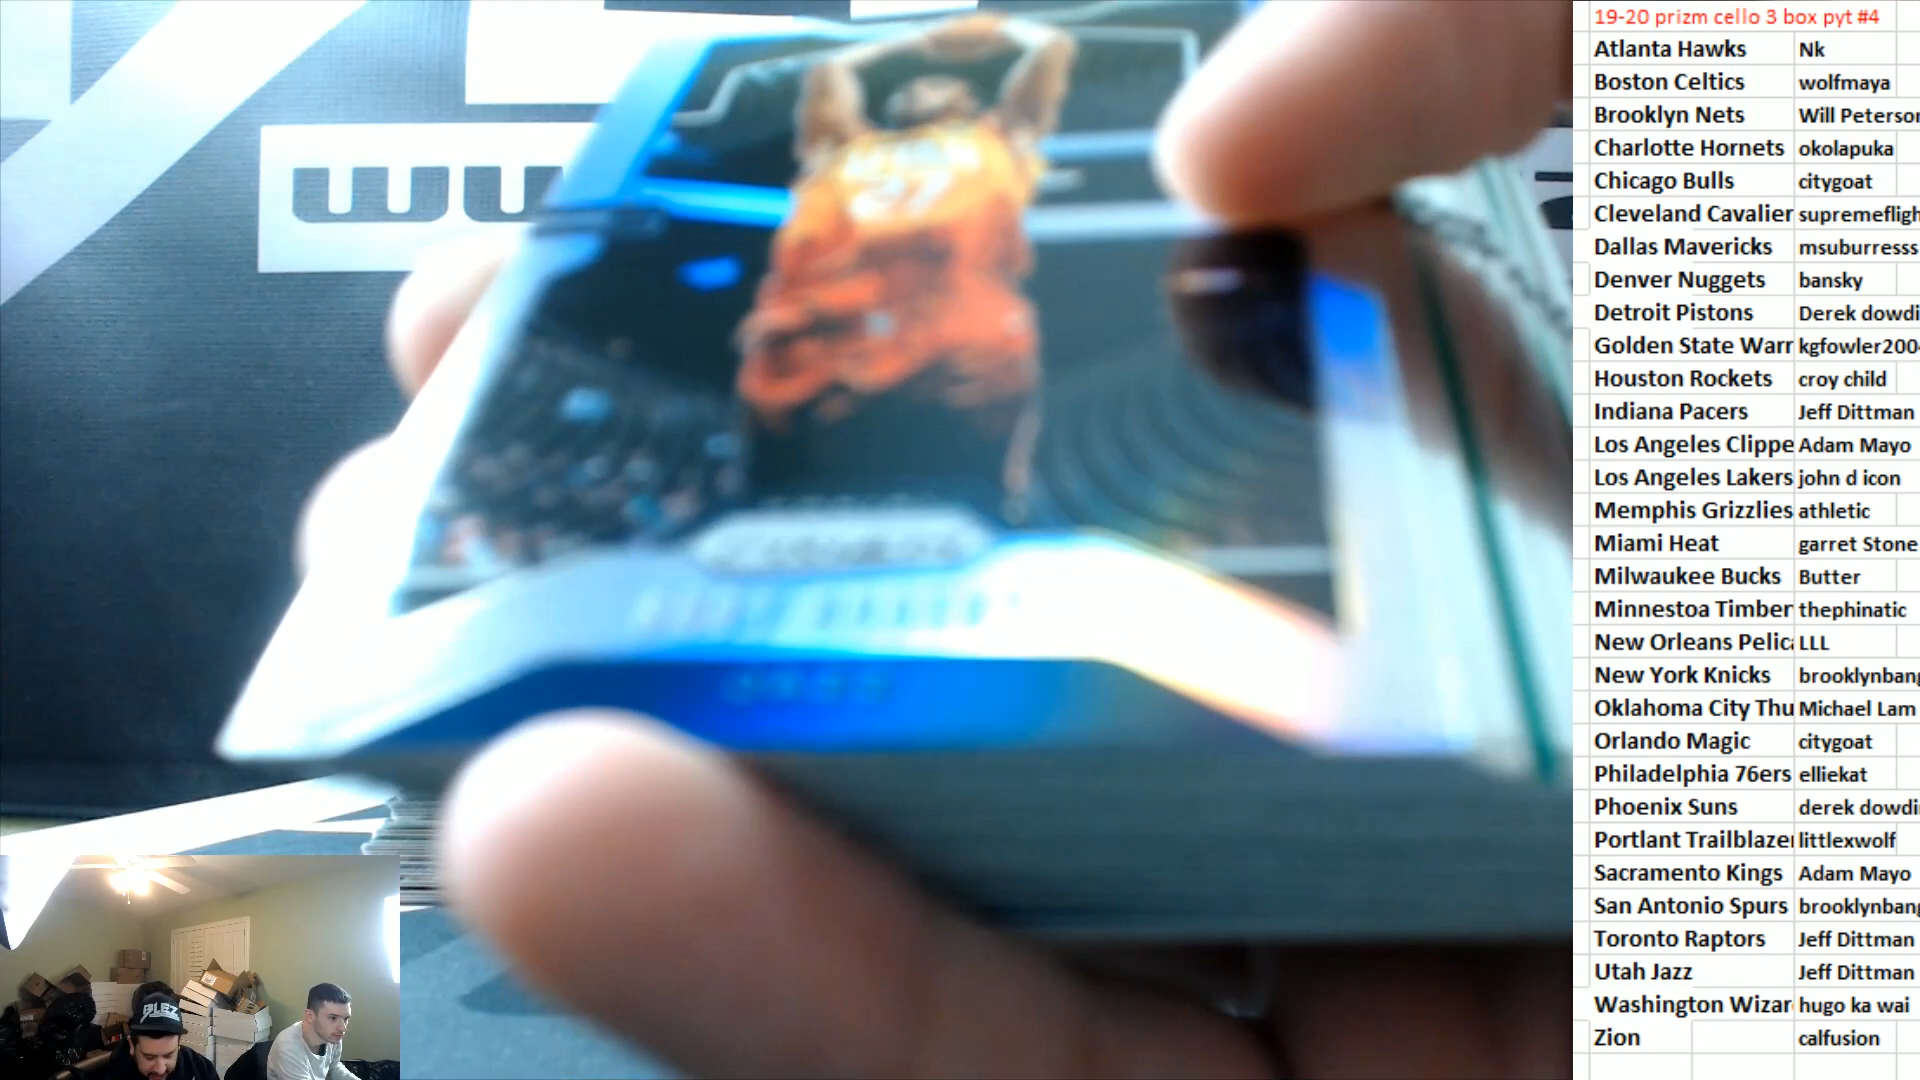 19-20 prizm cello 3 box pyt #4
Atlanta Hawks Nk
Boston Celtics wolfmaya
Brooklyn Nets Will Peterson
Charlotte Hornets okolapuka
Chicago Bulls citygoat
Cleveland Cavalier supremefligh
Dallas Mavericks msuburresss
Denver Nuggets bansky
Detroit Pistons Derek dowdi
Golden State Warr kgfowler200
Houston Rockets croy child
Indiana Pacers Jeff Dittman
Los Angeles Clippe Adam Mayo
Los Angeles Lakers john d icon
Memphis Grizzlies athletic
Miami Heat garret Stone
Milwaukee Bucks Butter
Minnestoa Timber thephinatic
New Orleans Pelic LLL
New York Knicks brooklynbang
Oklahoma City Thu Michael Lam
Orlando Magic citygoat
Philadelphia 76ers elliekat
Phoenix Suns derek dowdi
Portlant Trailblazer littlexwolf
Sacramento Kings Adam Mayo
San Antonio Spurs brooklynbang
Toronto Raptors Jeff Dittman
Utah Jazz Jeff Dittman
Washington Wizar hugo ka wai
Zion calfusion
27
BLEZ